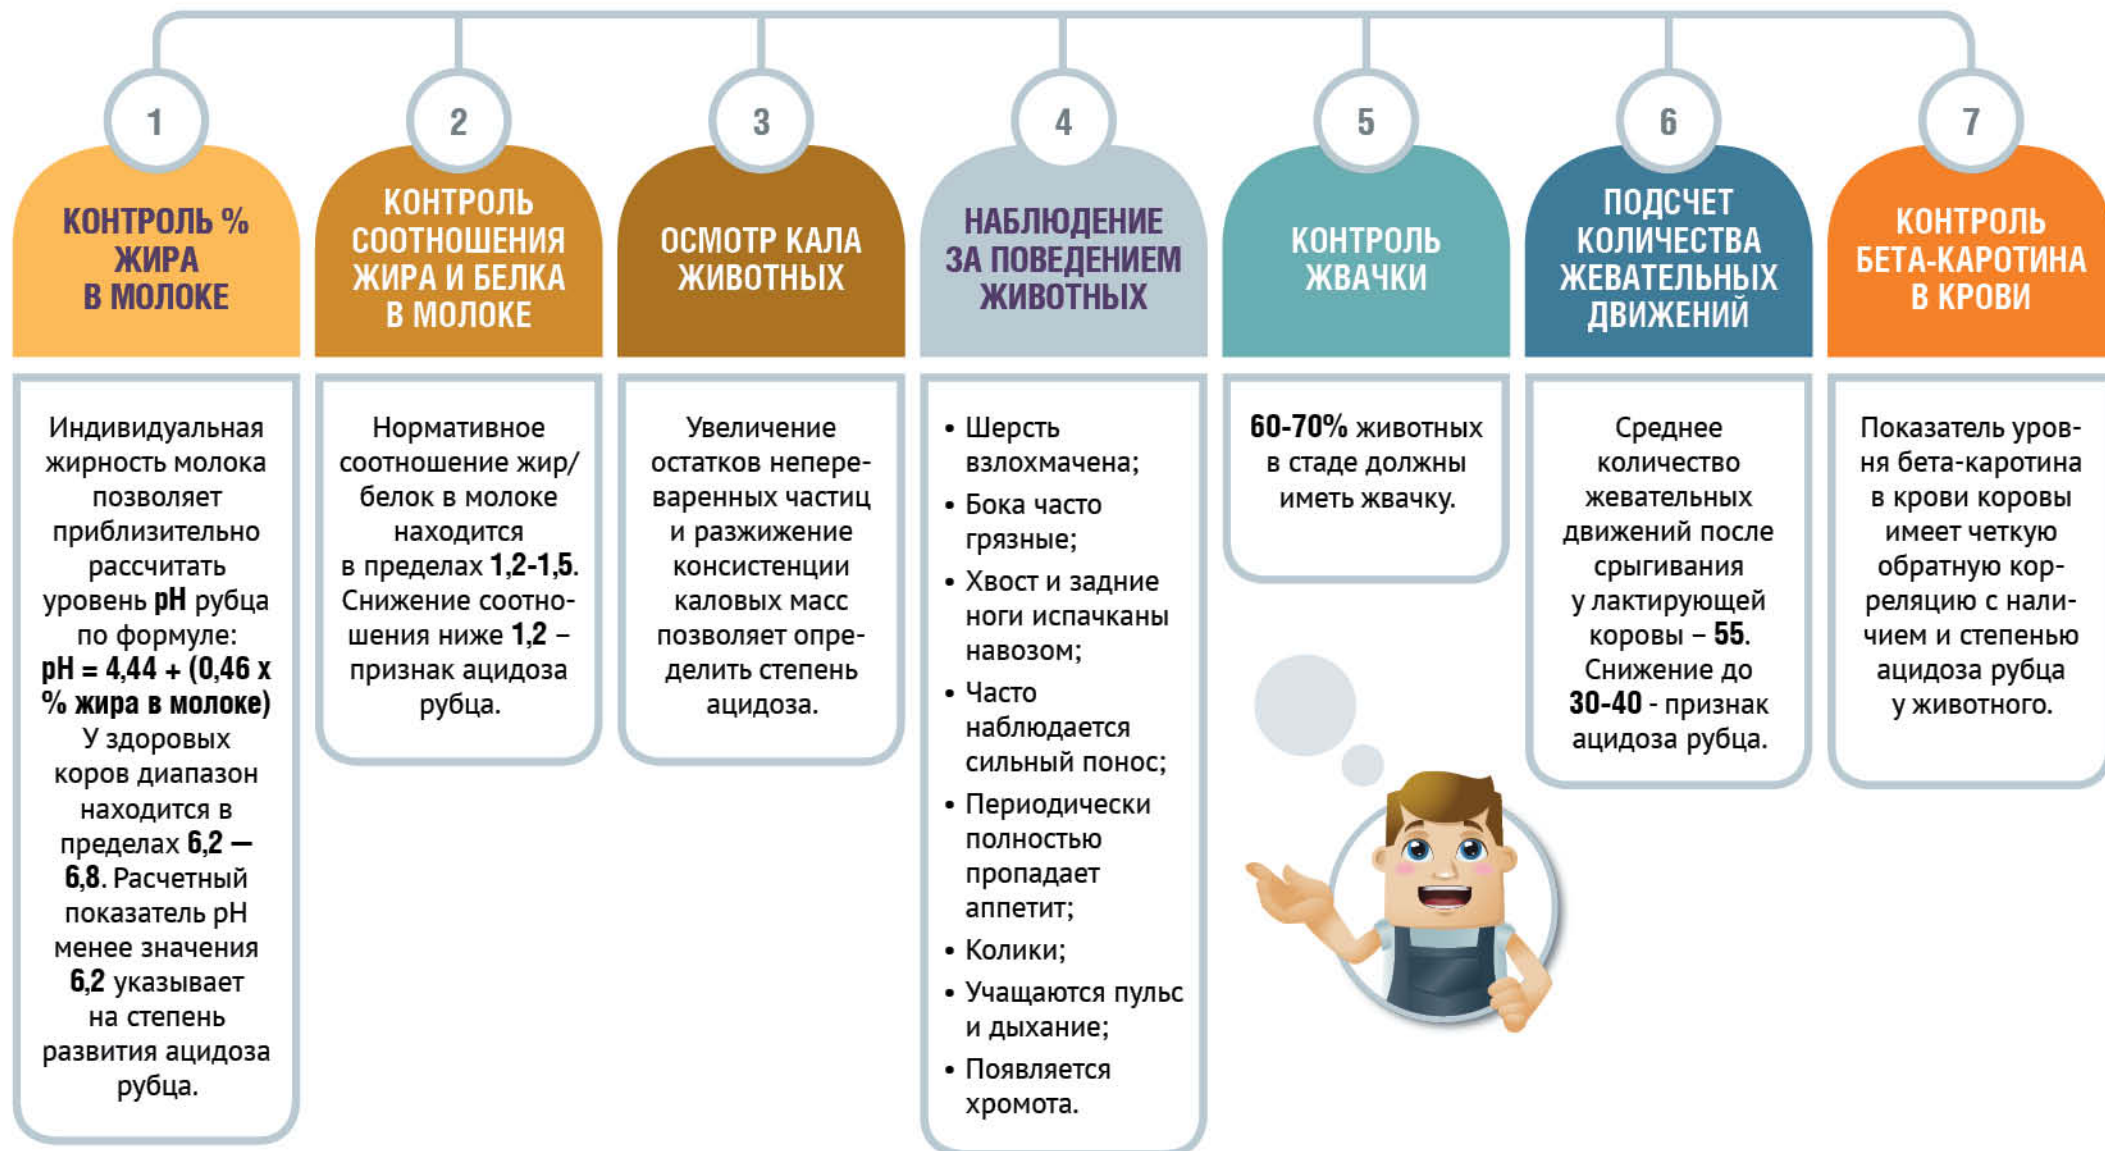 1
КОНТРОЛЬ %
ЖИРА
В МОЛОКЕ
Индивидуальная
жирность молока
позволяет
приблизительно
рассчитать
уровень pH рубца
по формуле:
pH = 4,44 + (0,46 x
% жира в молоке)
У здоровых
коров диапазон
находится в
пределах 6,2 —
6,8. Расчетный
показатель pH
менее значения
6,2 указывает
на степень
развития ацидоза
рубца.
2
КОНТРОЛЬ
СООТНОШЕНИЯ
ЖИРА И БЕЛКА
В МОЛОКЕ
Нормативное
соотношение жир/
белок в молоке
находится
в пределах 1,2-1,5.
Снижение соотно-
шения ниже 1,2 –
признак ацидоза
рубца.
3
ОСМОТР КАЛА
ЖИВОТНЫХ
Увеличение
остатков непере-
варенных частиц
и разжижение
консистенции
каловых масс
позволяет опре-
делить степень
ацидоза.
4
НАБЛЮДЕНИЕ
ЗА ПОВЕДЕНИЕМ
ЖИВОТНЫХ
• Шерсть
взлохмачена;
• Бока часто
грязные;
• Хвост и задние
ноги испачканы
навозом;
• Часто
наблюдается
сильный понос;
• Периодически
полностью
пропадает
аппетит;
• Колики;
• Учащаются пульс
и дыхание;
• Появляется
хромота.
5
КОНТРОЛЬ
ЖВАЧКИ
60-70% животных
в стаде должны
иметь жвачку.
6
ПОДСЧЕТ
КОЛИЧЕСТВА
ЖЕВАТЕЛЬНЫХ
ДВИЖЕНИЙ
Среднее
количество
жевательных
движений после
срыгивания
у лактирующей
коровы – 55.
Снижение до
30-40 - признак
ацидоза рубца.
7
КОНТРОЛЬ
БЕТА-КАРОТИНА
В КРОВИ
Показатель уров-
ня бета-каротина
в крови коровы
имеет четкую
обратную кор-
реляцию с нали-
чием и степенью
ацидоза рубца
у животного.